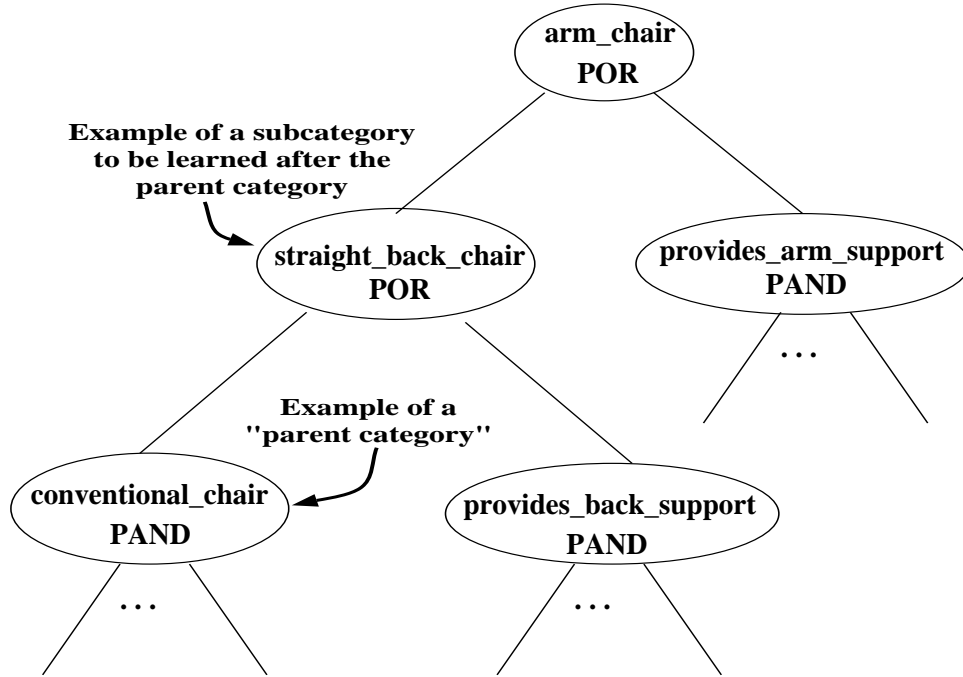 arm_chair
POR
Example of a subcategory
to be learned after the
parent category
straight_back_chair
POR
provides_arm_support
PAND
...
Example of a
"parent category"
conventional_chair
PAND
...
provides_back_support
PAND
...